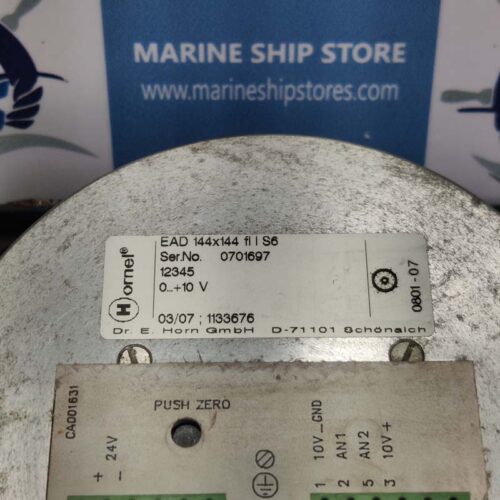 MARINE SHIP STORE
www.marineshipstores.com
Hornel®
EAD 144x144 fl I S6
Ser.No. 0701697
12345
0...+10 V
03/07 ; 1133676
Dr. E. Horn GmbH D-71101 Schönaich
0801-07
CA001631
PUSH ZERO
+ 24V
-
1 10V_GND
2 AN1
5 AN2
3 10V+